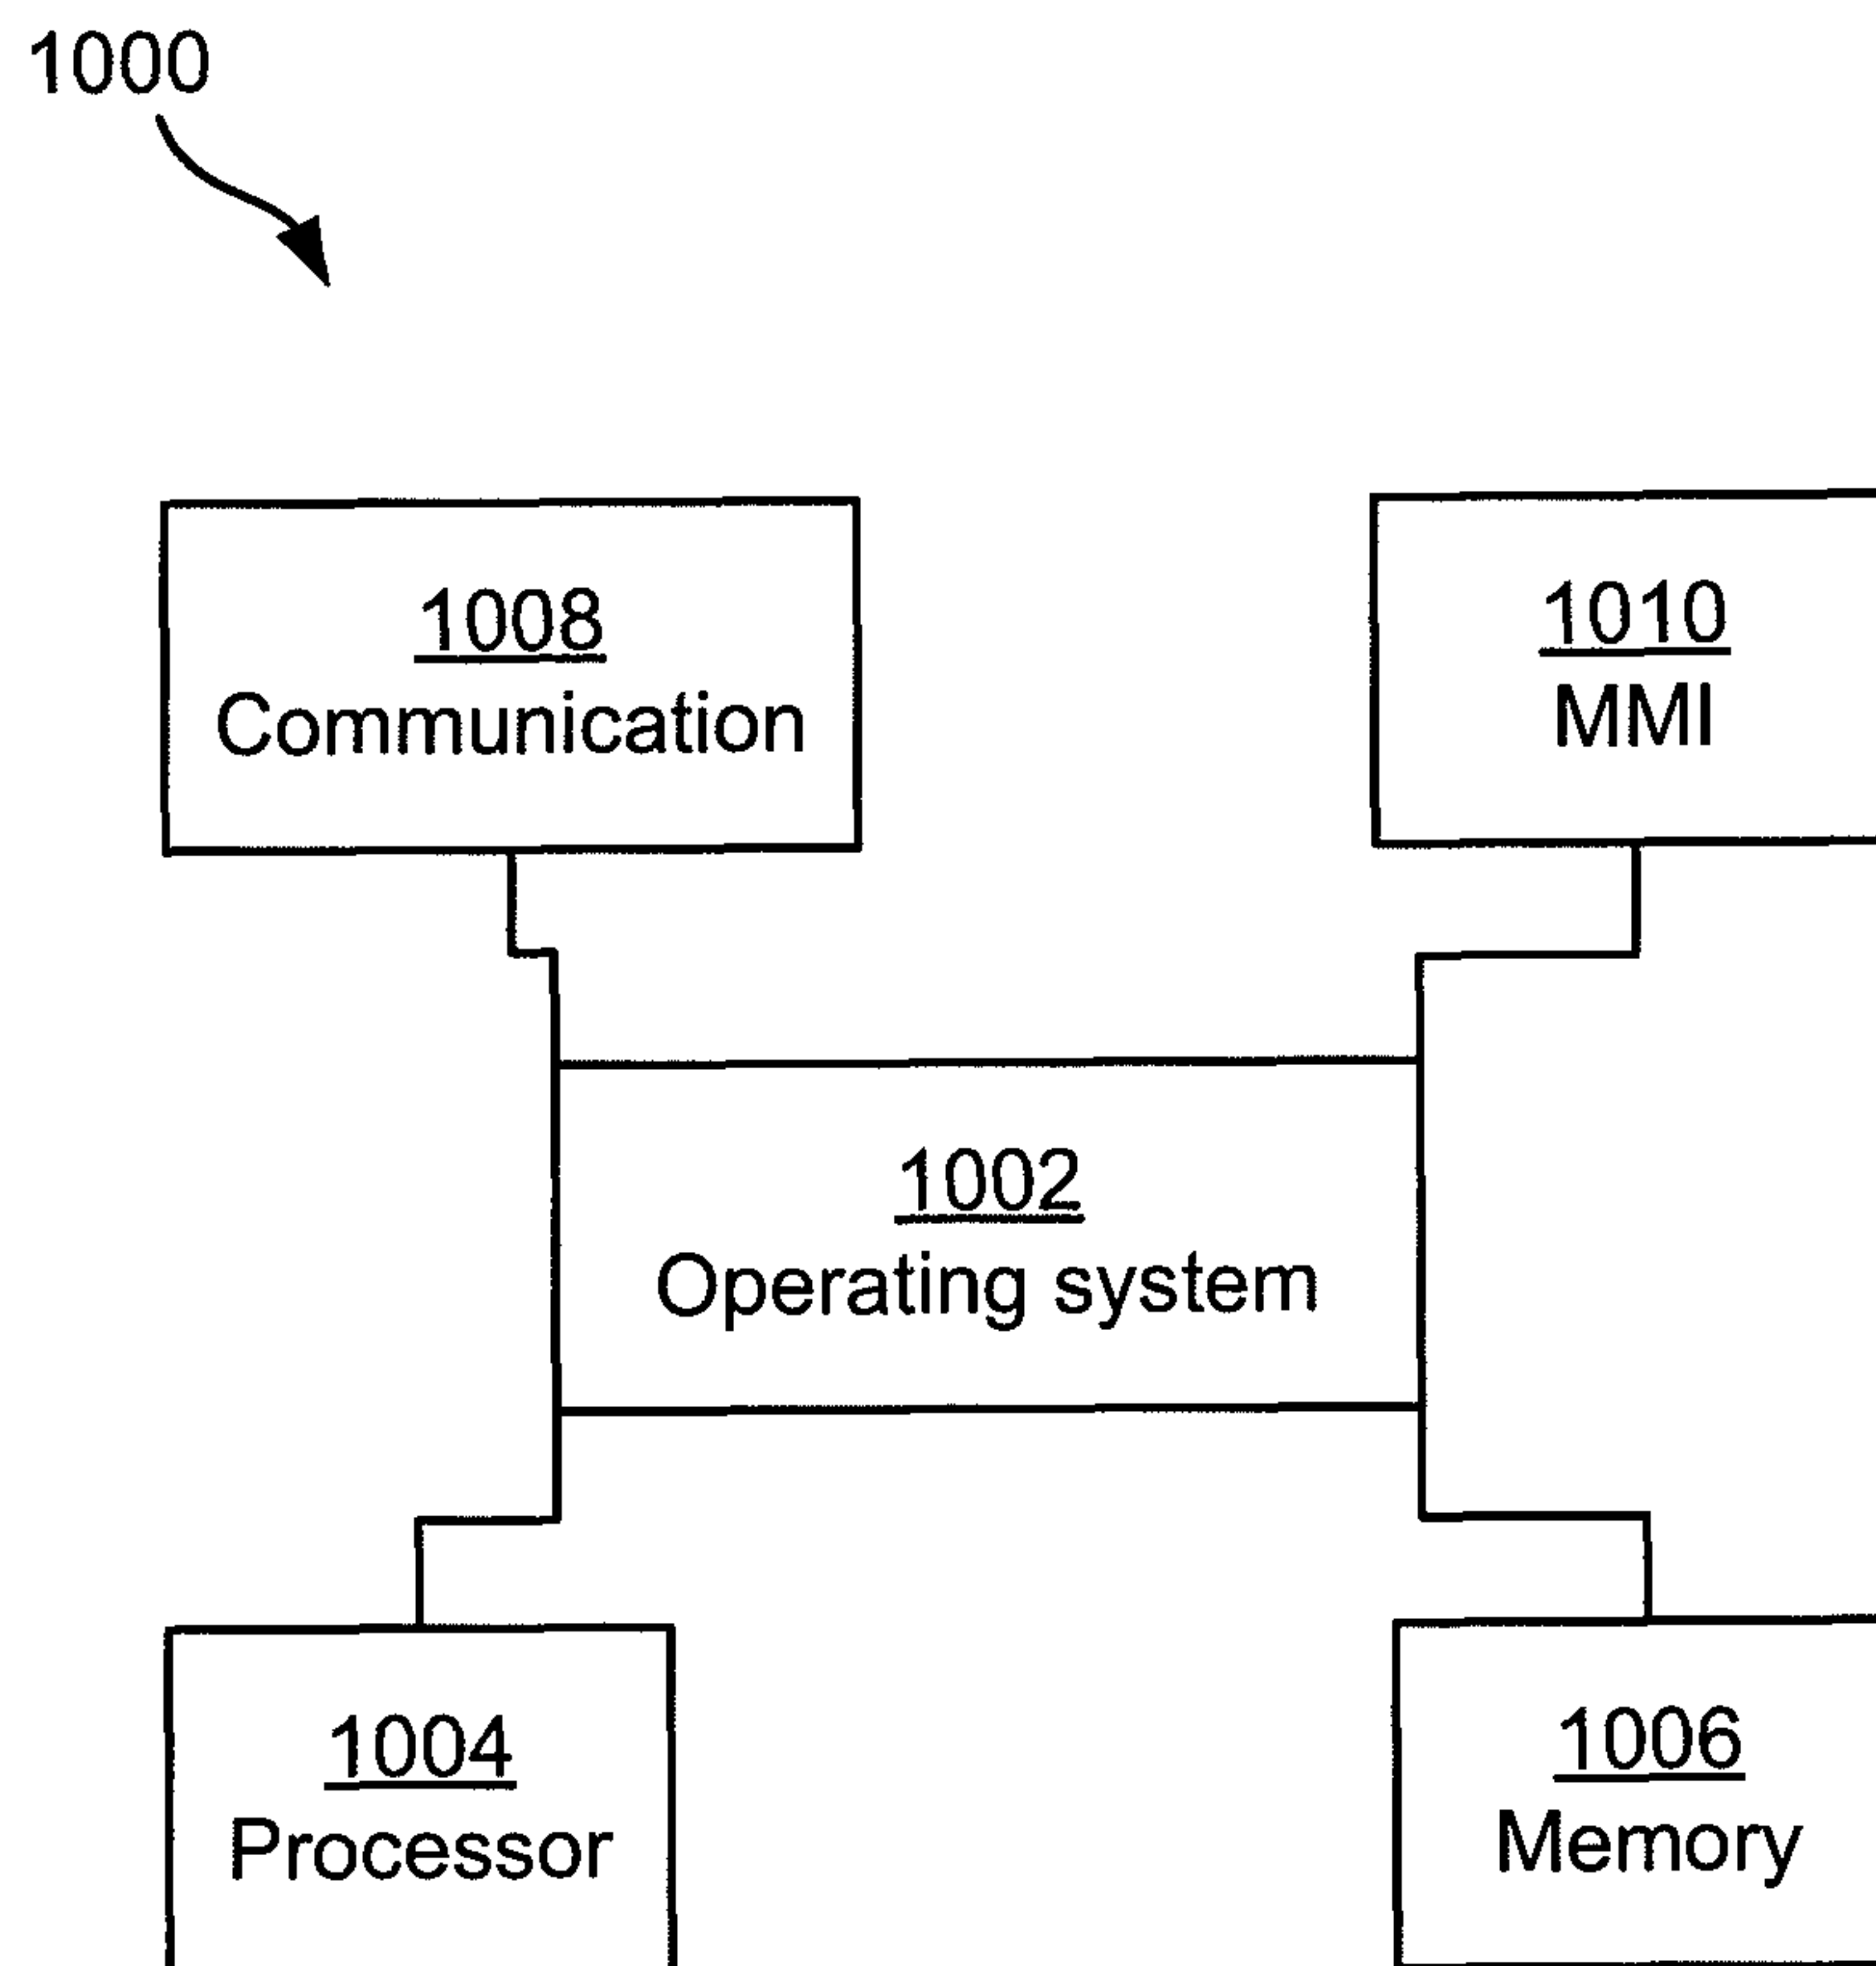 1000
1008
Communication
1010
MMI
1002
Operating system
1004
Processor
1006
Memory